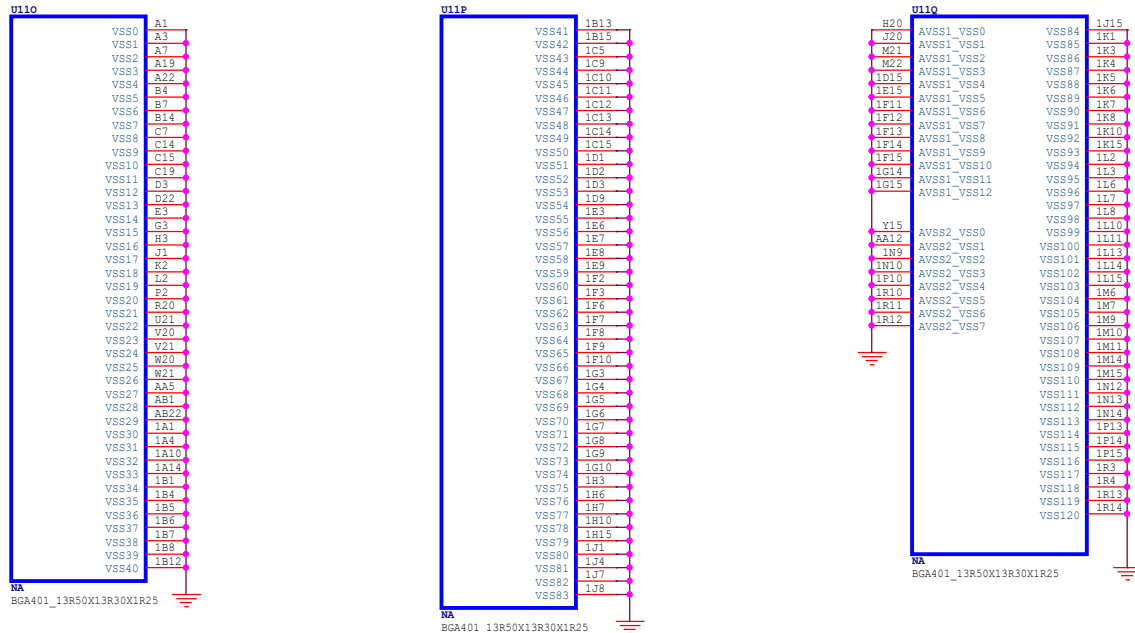 U11O
VSS0 A1
VSS1 A3
VSS2 A7
VSS3 A19
VSS4 A22
VSS5 B4
VSS6 B7
VSS7 B14
VSS8 C7
VSS9 C14
VSS10 C15
VSS11 C19
VSS12 D3
VSS13 D22
VSS14 E3
VSS15 G3
VSS16 H3
VSS17 J1
VSS18 K2
VSS19 L2
VSS20 P2
VSS21 R20
VSS22 U21
VSS23 V20
VSS24 V21
VSS25 W20
VSS26 W21
VSS27 AA5
VSS28 AB1
VSS29 AB22
VSS30 1A1
VSS31 1A4
VSS32 1A10
VSS33 1A14
VSS34 1B1
VSS35 1B4
VSS36 1B5
VSS37 1B6
VSS38 1B7
VSS39 1B8
VSS40 1B12
NA
BGA401_13R50X13R30X1R25
U11P
VSS41 1B13
VSS42 1B15
VSS43 1C5
VSS44 1C9
VSS45 1C10
VSS46 1C11
VSS47 1C12
VSS48 1C13
VSS49 1C14
VSS50 1C15
VSS51 1D1
VSS52 1D2
VSS53 1D3
VSS54 1D9
VSS55 1E3
VSS56 1E6
VSS57 1E7
VSS58 1E8
VSS59 1E9
VSS60 1F2
VSS61 1F3
VSS62 1F6
VSS63 1F7
VSS64 1F8
VSS65 1F9
VSS66 1F10
VSS67 1G3
VSS68 1G4
VSS69 1G5
VSS70 1G6
VSS71 1G7
VSS72 1G8
VSS73 1G9
VSS74 1G10
VSS75 1H3
VSS76 1H6
VSS77 1H7
VSS78 1H10
VSS79 1H15
VSS80 1J1
VSS81 1J4
VSS82 1J7
VSS83 1J8
NA
BGA401_13R50X13R30X1R25
U11Q
H20 AVSS1_VSS0 VSS84 1J15
J20 AVSS1_VSS1 VSS85 1K1
M21 AVSS1_VSS2 VSS86 1K3
M22 AVSS1_VSS3 VSS87 1K4
1D15 AVSS1_VSS4 VSS88 1K5
1E15 AVSS1_VSS5 VSS89 1K6
1F11 AVSS1_VSS6 VSS90 1K7
1F12 AVSS1_VSS7 VSS91 1K8
1F13 AVSS1_VSS8 VSS92 1K10
1F14 AVSS1_VSS9 VSS93 1K15
1F15 AVSS1_VSS10 VSS94 1L2
1G14 AVSS1_VSS11 VSS95 1L3
1G15 AVSS1_VSS12 VSS96 1L6
VSS97 1L7
VSS98 1L8
Y15 AVSS2_VSS0 VSS99 1L10
AA12 AVSS2_VSS1 VSS100 1L11
1N9 AVSS2_VSS2 VSS101 1L13
1N10 AVSS2_VSS3 VSS102 1L14
1P10 AVSS2_VSS4 VSS103 1L15
1R10 AVSS2_VSS5 VSS104 1M6
1R11 AVSS2_VSS6 VSS105 1M7
1R12 AVSS2_VSS7 VSS106 1M9
VSS107 1M10
VSS108 1M11
VSS109 1M14
VSS110 1M15
VSS111 1N12
VSS112 1N13
VSS113 1N14
VSS114 1P13
VSS115 1P14
VSS116 1P15
VSS117 1R3
VSS118 1R4
VSS119 1R13
VSS120 1R14
NA
BGA401_13R50X13R30X1R25